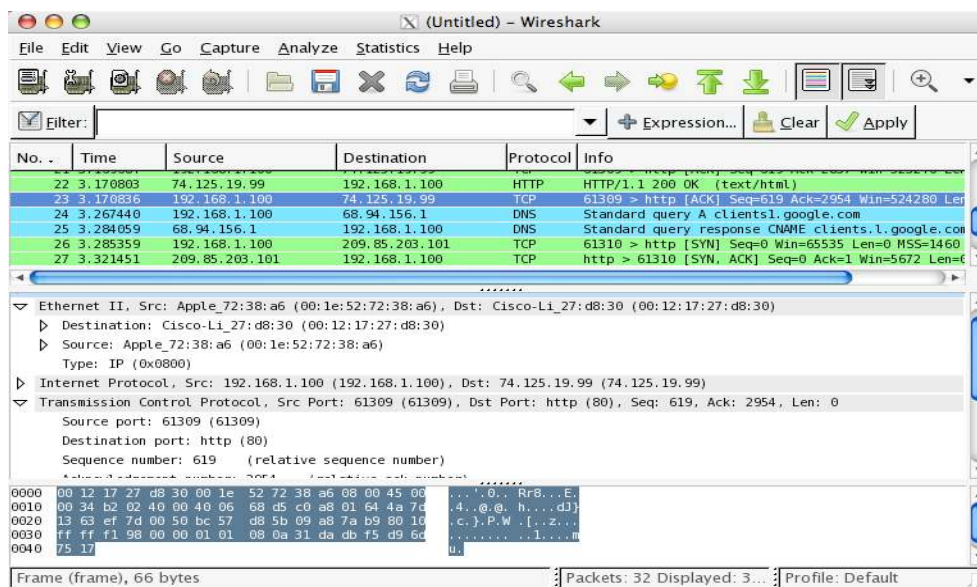 (Untitled) – Wireshark
File Edit View Go Capture Analyze Statistics Help
Filter: Expression... Clear Apply
No. . Time Source Destination Protocol Info
22 3.170803 74.125.19.99 192.168.1.100 HTTP HTTP/1.1 200 OK (text/html)
23 3.170836 192.168.1.100 74.125.19.99 TCP 61309 > http [ACK] Seq=619 Ack=2954 Win=524280 Len
24 3.267440 192.168.1.100 68.94.156.1 DNS Standard query A clients1.google.com
25 3.284059 68.94.156.1 192.168.1.100 DNS Standard query response CNAME clients.l.google.com
26 3.285359 192.168.1.100 209.85.203.101 TCP 61310 > http [SYN] Seq=0 Win=65535 Len=0 MSS=1460
27 3.321451 209.85.203.101 192.168.1.100 TCP http > 61310 [SYN, ACK] Seq=0 Ack=1 Win=5672 Len=
Ethernet II, Src: Apple_72:38:a6 (00:1e:52:72:38:a6), Dst: Cisco-Li_27:d8:30 (00:12:17:27:d8:30)
Destination: Cisco-Li_27:d8:30 (00:12:17:27:d8:30)
Source: Apple_72:38:a6 (00:1e:52:72:38:a6)
Type: IP (0x0800)
Internet Protocol, Src: 192.168.1.100 (192.168.1.100), Dst: 74.125.19.99 (74.125.19.99)
Transmission Control Protocol, Src Port: 61309 (61309), Dst Port: http (80), Seq: 619, Ack: 2954, Len: 0
Source port: 61309 (61309)
Destination port: http (80)
Sequence number: 619 (relative sequence number)
0000 00 12 17 27 d8 30 00 1e 52 72 38 a6 08 00 45 00 ...'.0.. Rr8...E.
0010 00 34 b2 02 40 00 40 06 68 d5 c0 a8 01 64 4a 7d .4..@.@. h....dJ}
0020 13 63 ef 7d 00 50 bc 57 d8 5b 09 a8 7a b9 80 10 .c.}.P.W .[..z...
0030 ff ff f1 98 00 00 01 01 08 0a 31 da db f5 d9 6d ........ ..1....m
0040 75 17 u.
Frame (frame), 66 bytes Packets: 32 Displayed: 3... Profile: Default